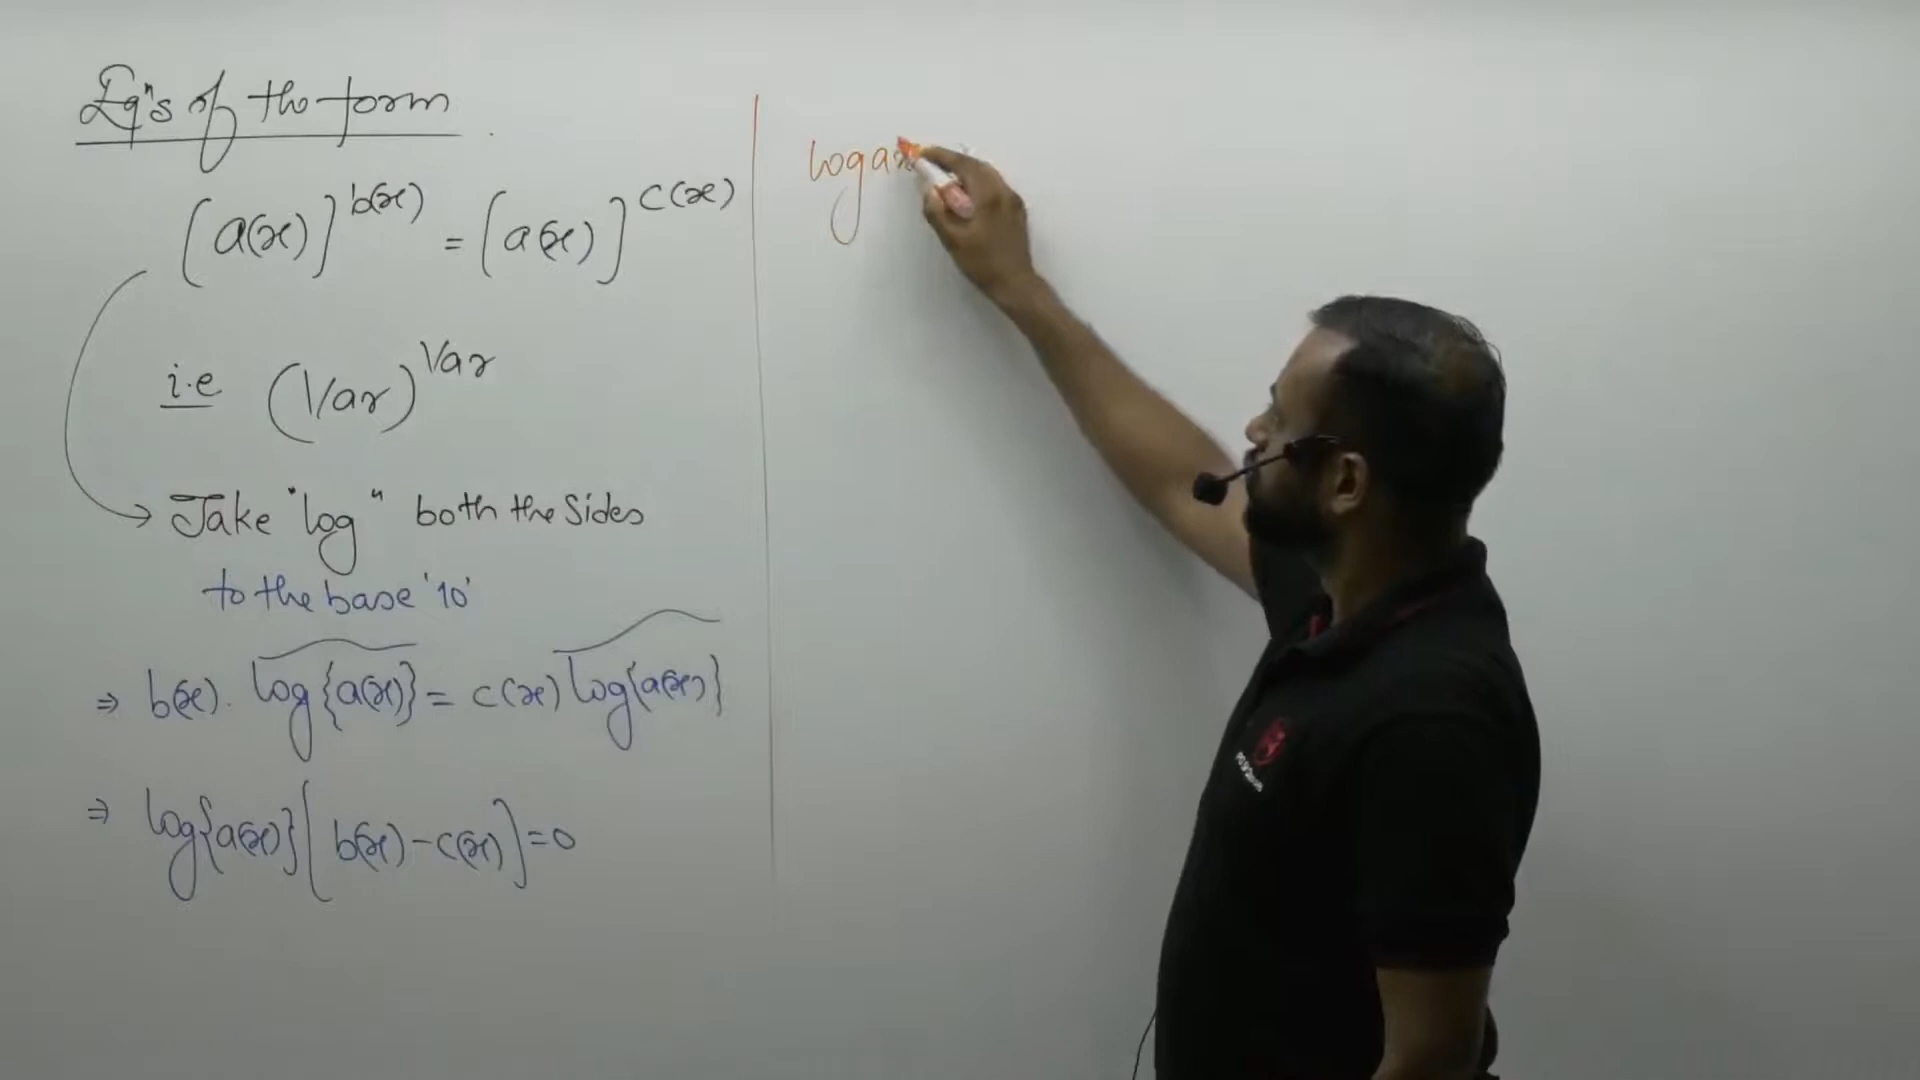 Eqⁿs of the form
[a(x)]^b(x) = [a(x)]^c(x)
i.e (Var)^Var
→ Take "log" both the sides
to the base '10'
⇒ b(x). log{a(x)} = c(x) log{a(x)}
⇒ log{a(x)}[b(x)-c(x)]=0
log a